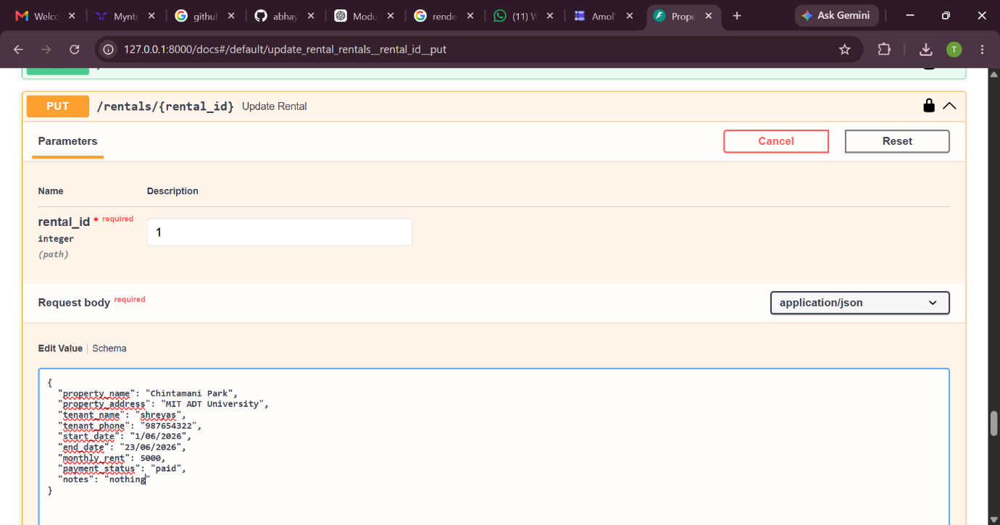 Welco
Myntr
githul
abhay
Modu
rende
(11) W
Amol'
Prope
Ask Gemini
127.0.0.1:8000/docs#/default/update_rental_rentals__rental_id__put
T
PUT /rentals/{rental_id} Update Rental
Parameters
Cancel
Reset
Name Description
rental_id * required
integer
(path)
1
Request body required
application/json
Edit Value Schema
{
"property_name": "Chintamani Park",
"property_address": "MIT ADT University",
"tenant_name": "shreyas",
"tenant_phone": "987654322",
"start_date": "1/06/2026",
"end_date": "23/06/2026",
"monthly_rent": 5000,
"payment_status": "paid",
"notes": "nothing"
}